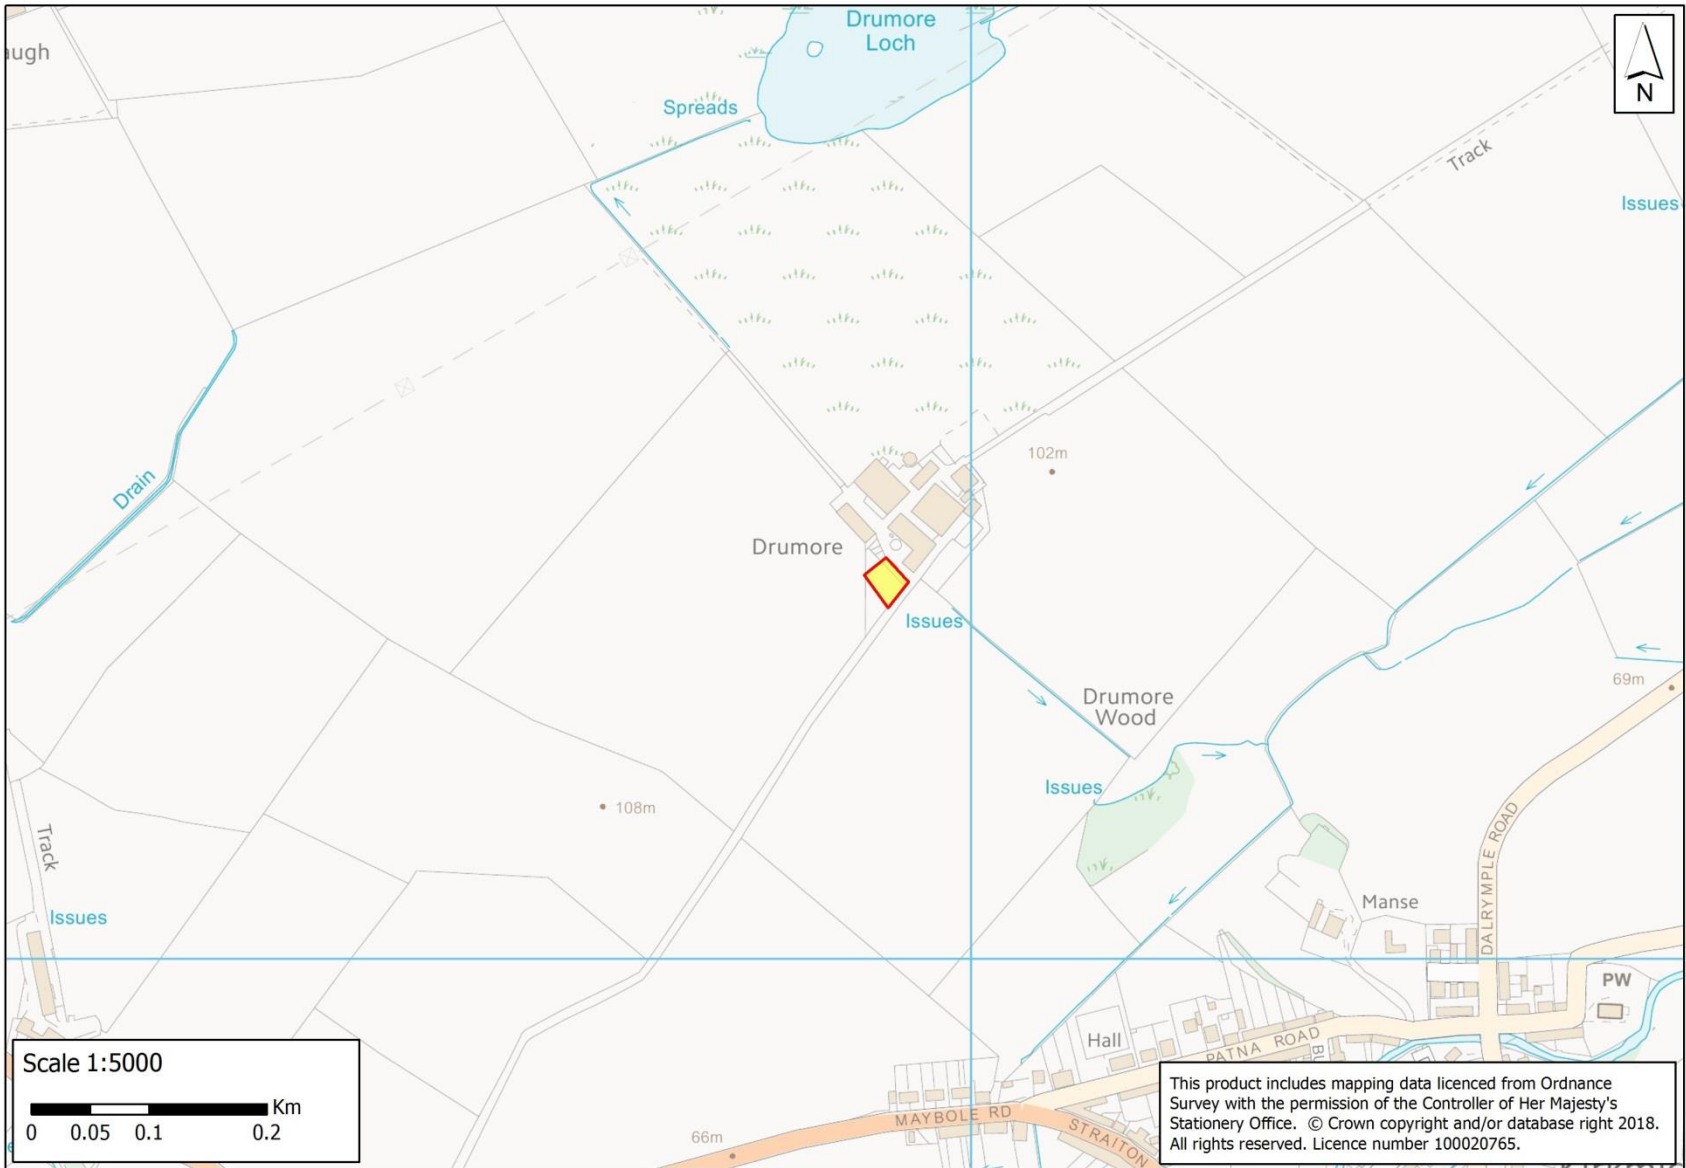 Drumore
Loch
augh
N
Spreads
Track
Issues
Drain
102m
Drumore
Issues
Drumore
Wood
69m
Issues
108m
Track
DALRYMPLE ROAD
Manse
Issues
PW
Hall
PATNA ROAD
BU
MAYBOLE RD
STRAITON
66m
Scale 1:5000
Km
0 0.05 0.1 0.2
This product includes mapping data licenced from Ordnance
Survey with the permission of the Controller of Her Majesty's
Stationery Office. © Crown copyright and/or database right 2018.
All rights reserved. Licence number 100020765.